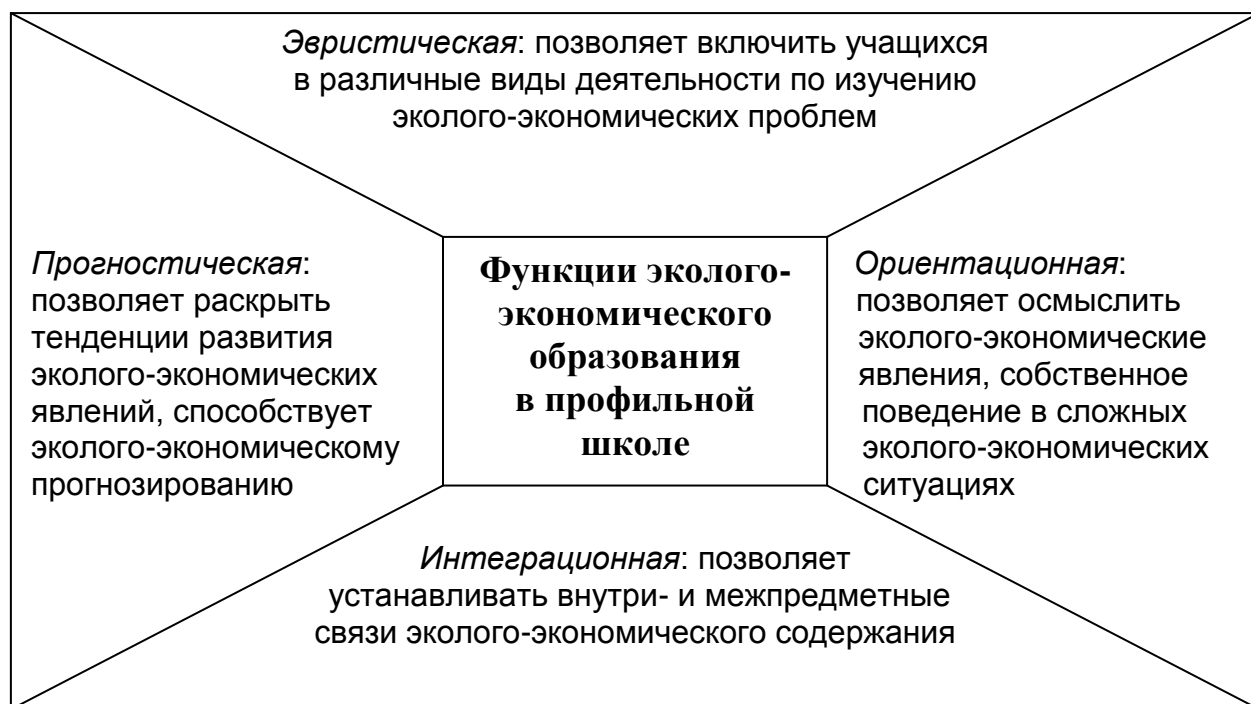 Эвристическая: позволяет включить учащихся
в различные виды деятельности по изучению
эколого-экономических проблем
Прогностическая:
позволяет раскрыть
тенденции развития
эколого-экономических
явлений, способствует
эколого-экономическому
прогнозированию
Функции эколого-
экономического
образования
в профильной
школе
Ориентационная:
позволяет осмыслить
эколого-экономические
явления, собственное
поведение в сложных
эколого-экономических
ситуациях
Интеграционная: позволяет
устанавливать внутри- и межпредметные
связи эколого-экономического содержания